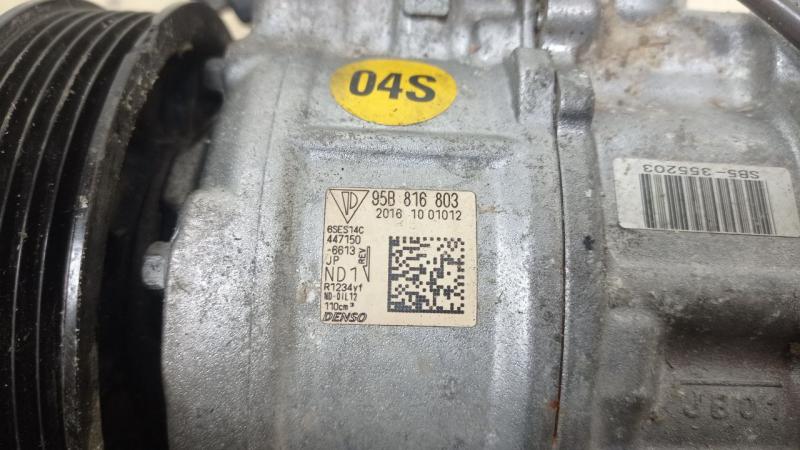 04S
95B 816 803
2016 10 01012
6SES14C
447150
-6613
JP REV
ND1
R1234yf
ND-OIL12
110cm³
DENSO
SB5-355203
JB01